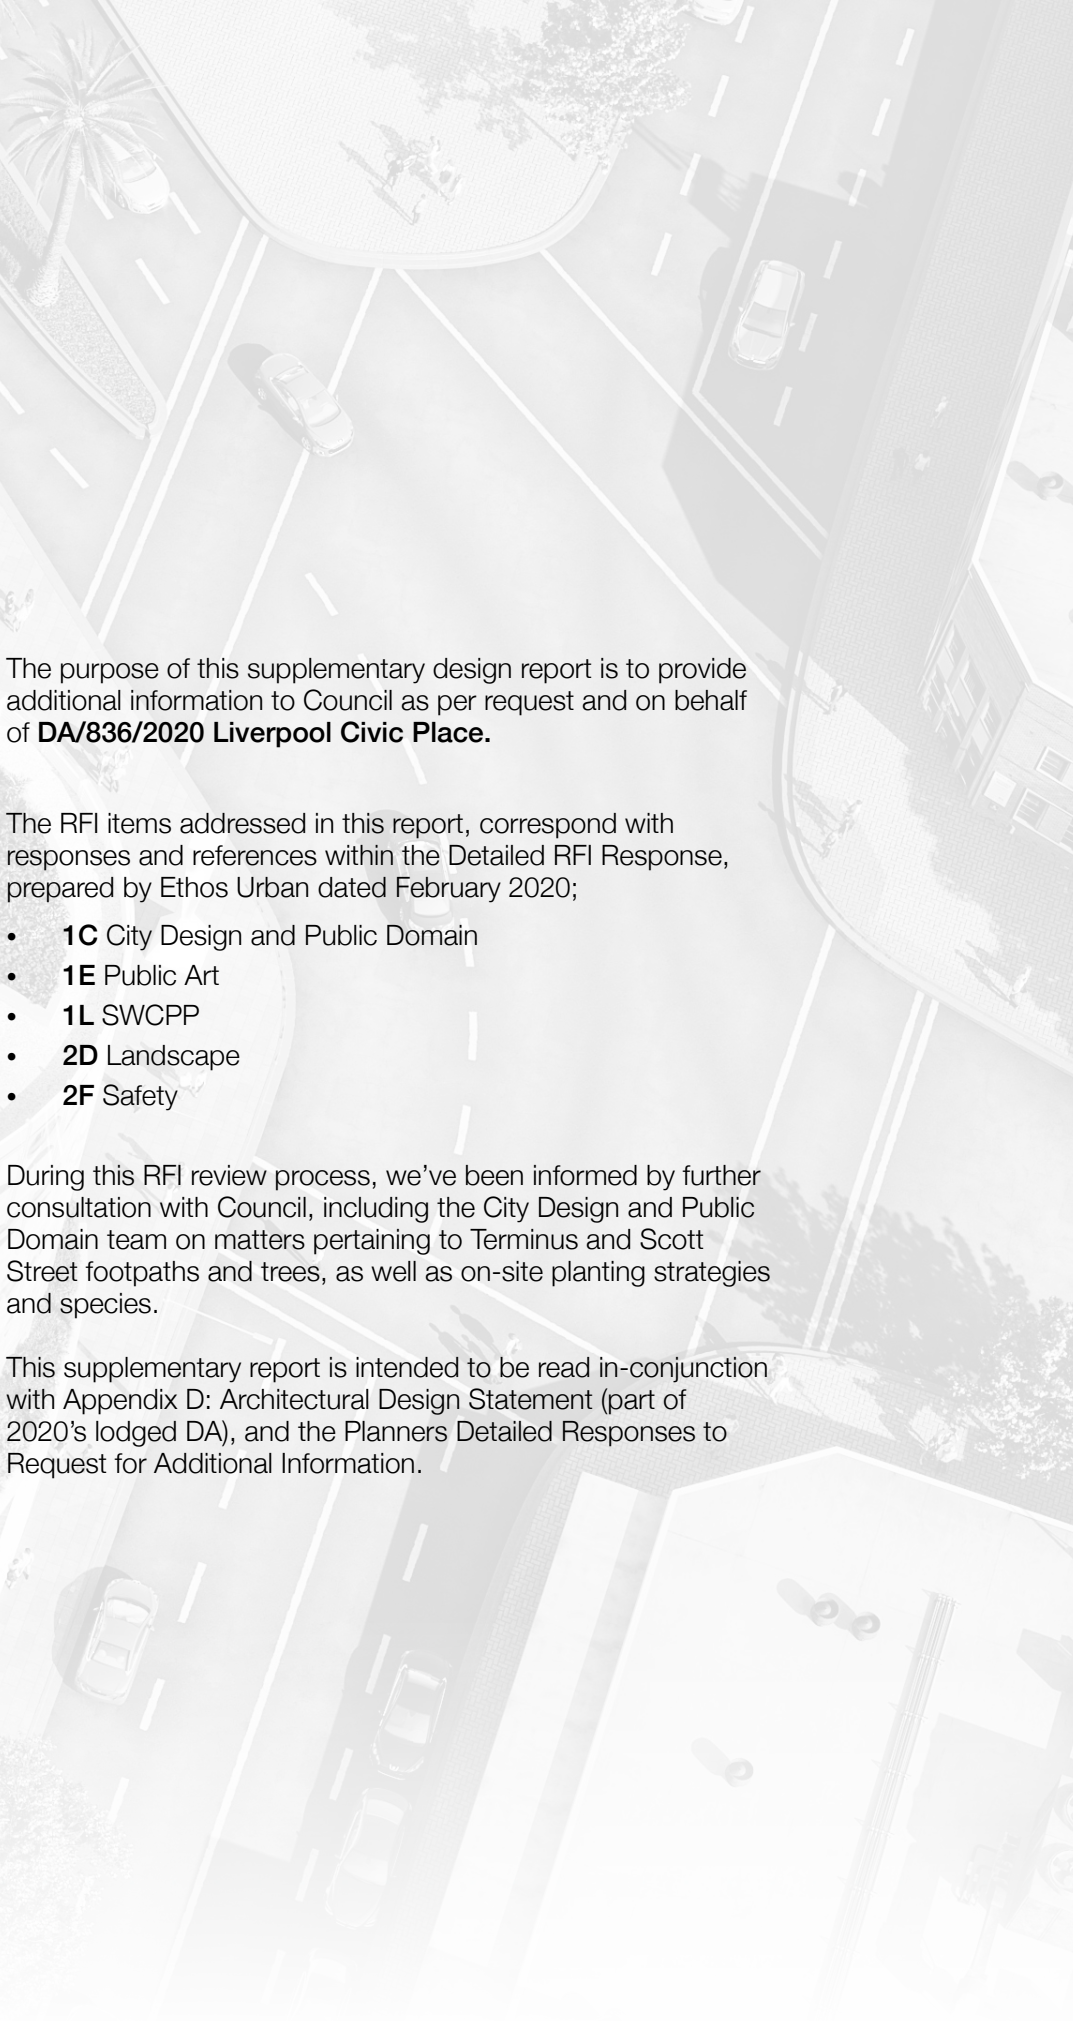 The purpose of this supplementary design report is to provide
additional information to Council as per request and on behalf
of DA/836/2020 Liverpool Civic Place.
The RFI items addressed in this report, correspond with
responses and references within the Detailed RFI Response,
prepared by Ethos Urban dated February 2020;
• 1C City Design and Public Domain
• 1E Public Art
• 1L SWCPP
• 2D Landscape
• 2F Safety
During this RFI review process, we’ve been informed by further
consultation with Council, including the City Design and Public
Domain team on matters pertaining to Terminus and Scott
Street footpaths and trees, as well as on-site planting strategies
and species.
This supplementary report is intended to be read in-conjunction
with Appendix D: Architectural Design Statement (part of
2020’s lodged DA), and the Planners Detailed Responses to
Request for Additional Information.